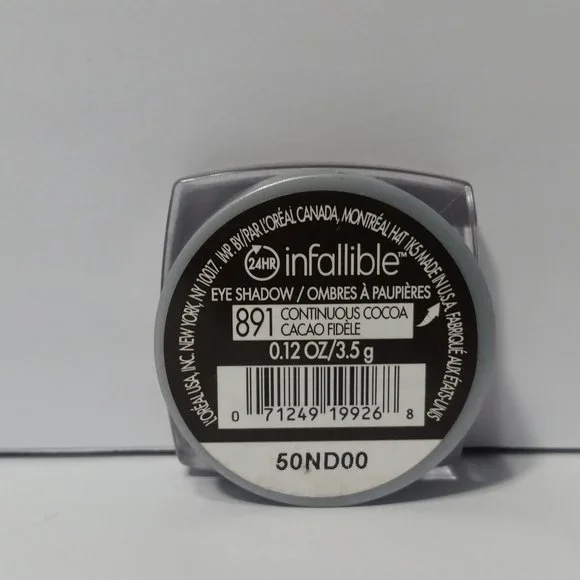 L'ORÉAL USA, INC. NEW YORK, NY 10017. IMP. BY/PAR L'ORÉAL CANADA, MONTRÉAL H4T 1K5 MADE IN U.S.A. FABRIQUÉ AUX ÉTATS-UNIS
24HR infallible™
EYE SHADOW / OMBRES À PAUPIÈRES
891 CONTINUOUS COCOA
CACAO FIDÈLE
0.12 OZ/3.5 g
0 71249 19926 8
50ND00